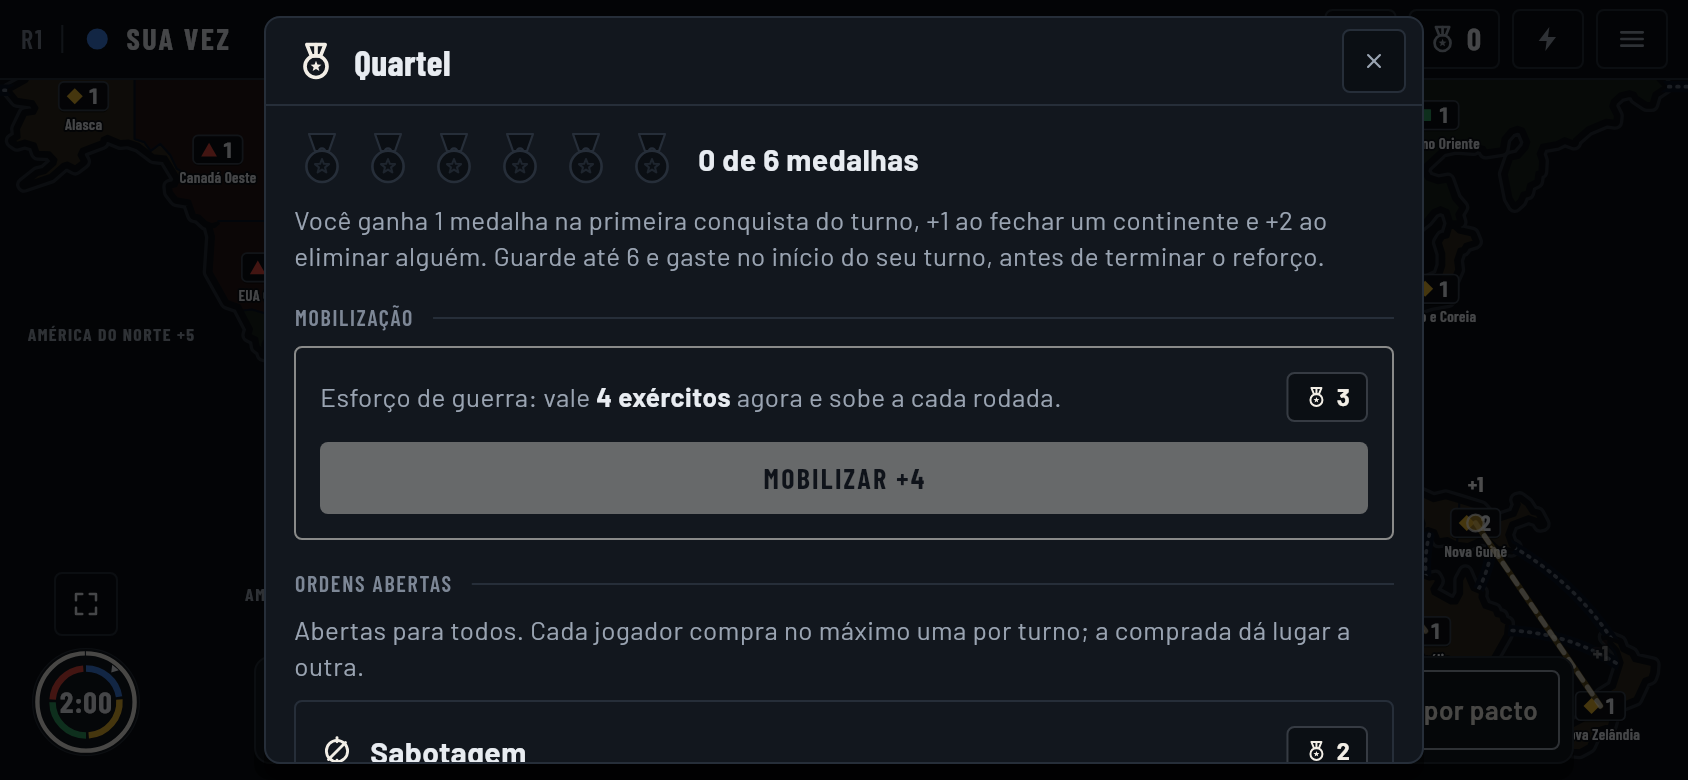 R1
SUA VEZ
Quartel
0
1
Alasca
1
Canadá Oeste
EUA
AMÉRICA DO NORTE +5
0 de 6 medalhas
Você ganha 1 medalha na primeira conquista do turno, +1 ao fechar um continente e +2 ao
eliminar alguém. Guarde até 6 e gaste no início do seu turno, antes de terminar o reforço.
MOBILIZAÇÃO
Esforço de guerra: vale 4 exércitos agora e sobe a cada rodada.
3
MOBILIZAR +4
ORDENS ABERTAS
Abertas para todos. Cada jogador compra no máximo uma por turno; a comprada dá lugar a
outra.
Sabotagem
2
2:00
AM
1
Oriente
1
e Coreia
+1
2
Nova Guiné
1
+1
por pacto
1
va Zelândia